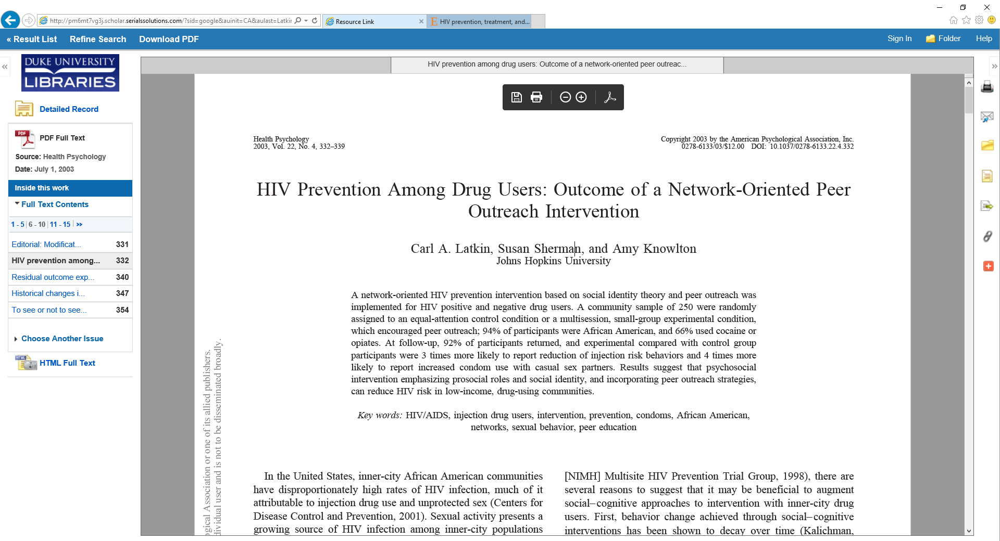 http://pm6mt7vg3j.scholar.serialssolutions.com/?sid=google&auinit=CA&aulast=Latkin
Resource Link
HIV prevention, treatment, and...
« Result List Refine Search Download PDF
Sign In Folder Help
DUKE UNIVERSITY
LIBRARIES
Detailed Record
PDF
PDF Full Text
Source: Health Psychology
Date: July 1, 2003
Inside this work
Full Text Contents
1 - 5 | 6 - 10 | 11 - 15 | »
Editorial: Modificat... 331
HIV prevention among... 332
Residual outcome exp... 340
Historical changes i... 347
To see or not to see... 354
Choose Another Issue
HTML Full Text
HIV prevention among drug users: Outcome of a network-oriented peer outreac...
Health Psychology
2003, Vol. 22, No. 4, 332–339
Copyright 2003 by the American Psychological Association, Inc.
0278-6133/03/$12.00 DOI: 10.1037/0278-6133.22.4.332
HIV Prevention Among Drug Users: Outcome of a Network-Oriented Peer
Outreach Intervention
Carl A. Latkin, Susan Sherman, and Amy Knowlton
Johns Hopkins University
A network-oriented HIV prevention intervention based on social identity theory and peer outreach was
implemented for HIV positive and negative drug users. A community sample of 250 were randomly
assigned to an equal-attention control condition or a multisession, small-group experimental condition,
which encouraged peer outreach; 94% of participants were African American, and 66% used cocaine or
opiates. At follow-up, 92% of participants returned, and experimental compared with control group
participants were 3 times more likely to report reduction of injection risk behaviors and 4 times more
likely to report increased condom use with casual sex partners. Results suggest that psychosocial
intervention emphasizing prosocial roles and social identity, and incorporating peer outreach strategies,
can reduce HIV risk in low-income, drug-using communities.
Key words: HIV/AIDS, injection drug users, intervention, prevention, condoms, African American,
networks, sexual behavior, peer education
In the United States, inner-city African American communities
have disproportionately high rates of HIV infection, much of it
attributable to injection drug use and unprotected sex (Centers for
Disease Control and Prevention, 2001). Sexual activity presents a
growing source of HIV infection among inner-city populations
[NIMH] Multisite HIV Prevention Trial Group, 1998), there are
several reasons to suggest that it may be beneficial to augment
social–cognitive approaches to intervention with inner-city drug
users. First, behavior change achieved through social–cognitive
interventions has been shown to decay over time (Kalichman,
ogical Association or one of its allied publishers.
dividual user and is not to be disseminated broadly.